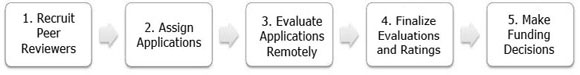 1. Recruit
Peer
Reviewers
2. Assign
Applications
3. Evaluate
Applications
Remotely
4. Finalize
Evaluations
and Ratings
5. Make
Funding
Decisions